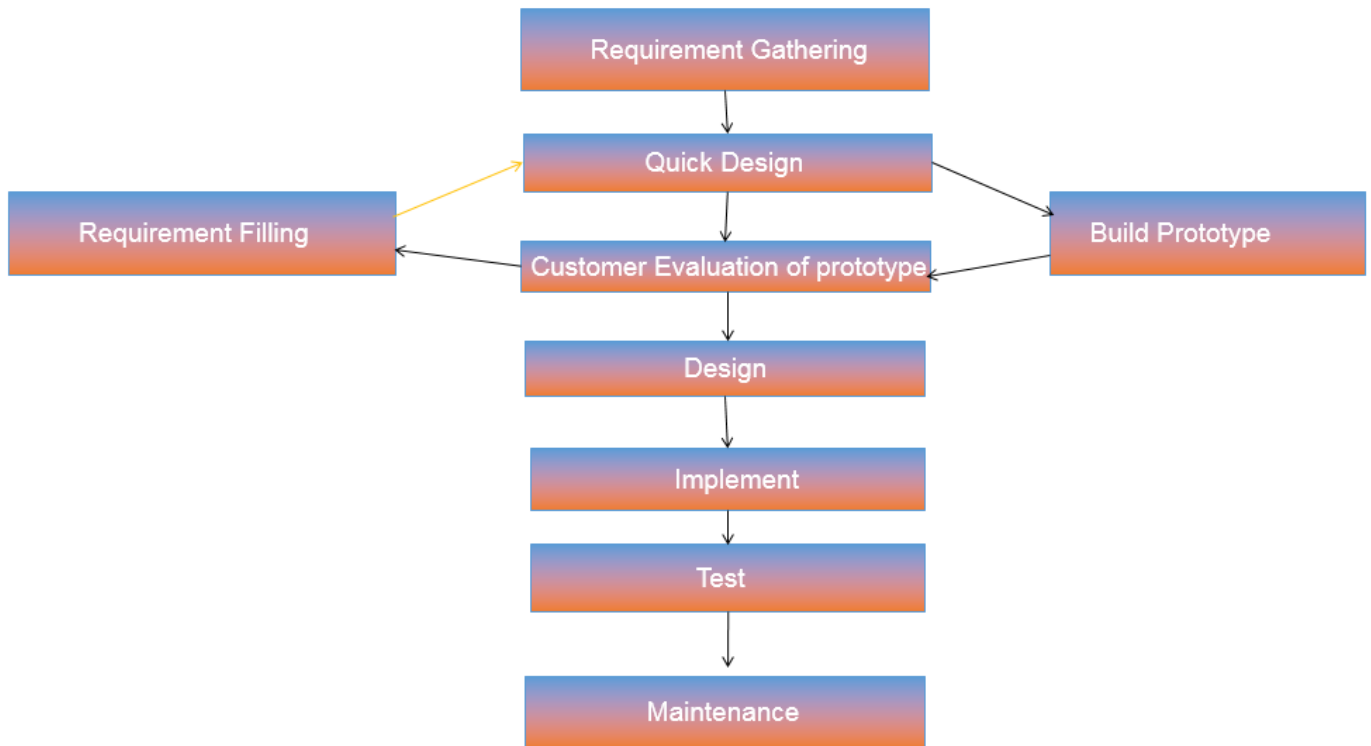 Requirement Gathering
Quick Design
Requirement Filling
Build Prototype
Customer Evaluation of prototype
Design
Implement
Test
Maintenance